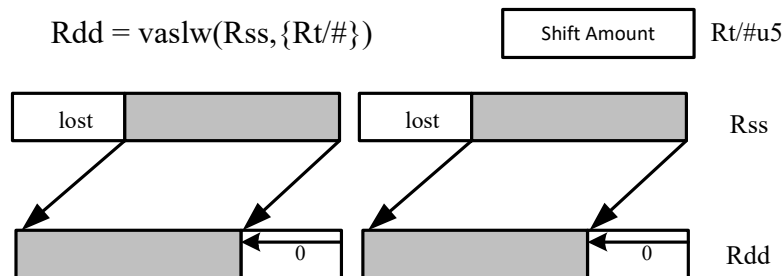 Rdd = vaslw(Rss,{Rt/#})
Shift Amount
Rt/#u5
lost
lost
Rss
0
0
Rdd